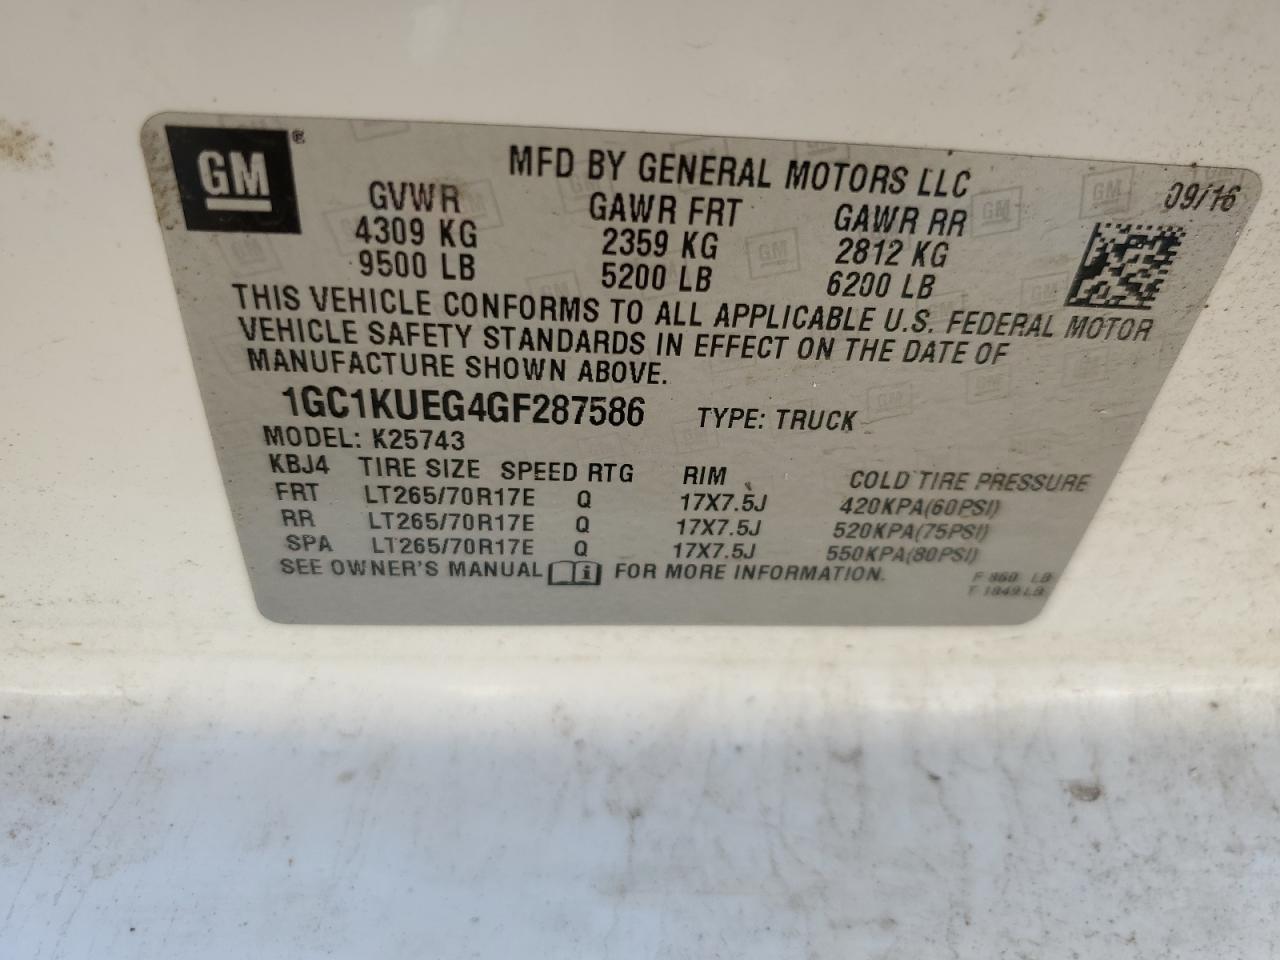 GM ®
MFD BY GENERAL MOTORS LLC
09/16
GVWR GAWR FRT GAWR RR
4309 KG 2359 KG 2812 KG
9500 LB 5200 LB 6200 LB
THIS VEHICLE CONFORMS TO ALL APPLICABLE U.S. FEDERAL MOTOR
VEHICLE SAFETY STANDARDS IN EFFECT ON THE DATE OF
MANUFACTURE SHOWN ABOVE.
1GC1KUEG4GF287586 TYPE: TRUCK
MODEL: K25743
KBJ4 TIRE SIZE SPEED RTG RIM COLD TIRE PRESSURE
FRT LT265/70R17E Q 17X7.5J 420KPA(60PSI)
RR LT265/70R17E Q 17X7.5J 520KPA(75PSI)
SPA LT265/70R17E Q 17X7.5J 550KPA(80PSI)
SEE OWNER'S MANUAL FOR MORE INFORMATION.
F 860 LB
T 1849 LB